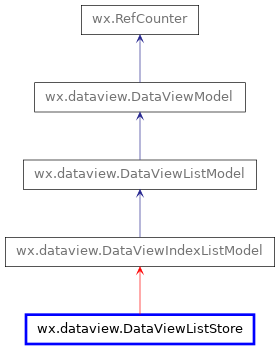 wx.RefCounter
wx.dataview.DataViewModel
wx.dataview.DataViewListModel
wx.dataview.DataViewIndexListModel
wx.dataview.DataViewListStore